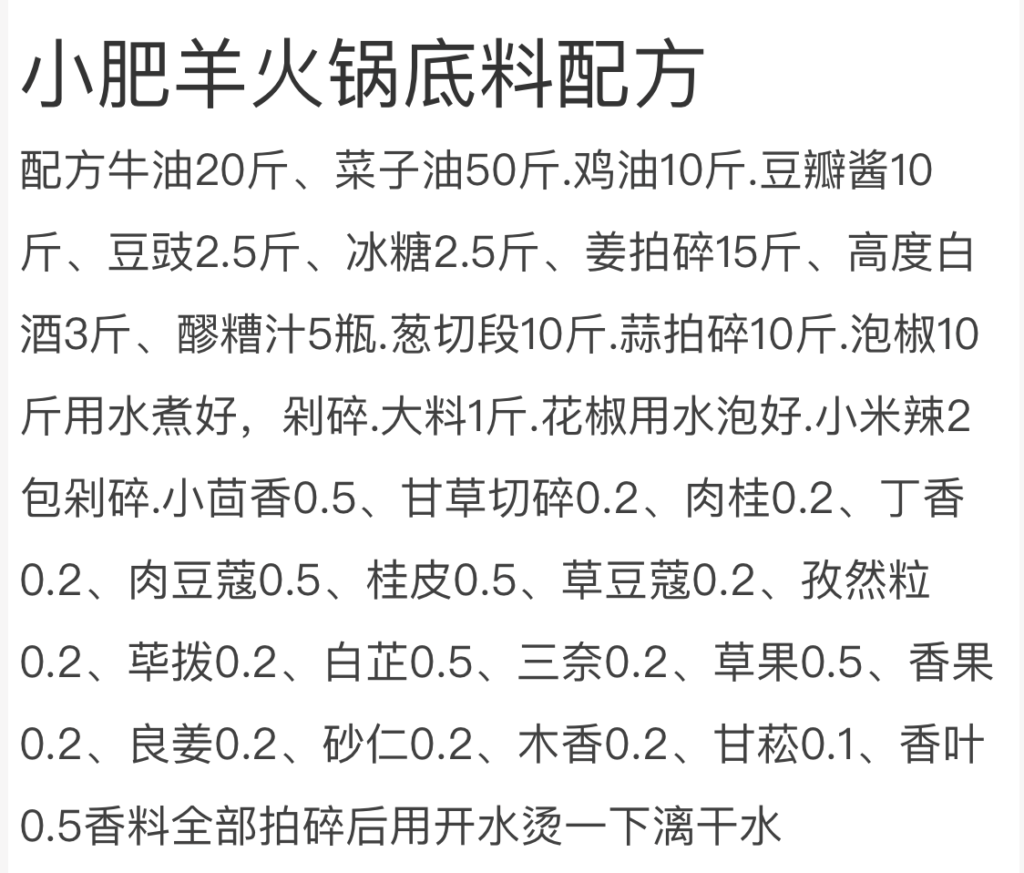 小肥羊火锅底料配方
配方牛油20斤、菜子油50斤.鸡油10斤.豆瓣酱10
斤、豆豉2.5斤、冰糖2.5斤、姜拍碎15斤、高度白
酒3斤、醪糟汁5瓶.葱切段10斤.蒜拍碎10斤.泡椒10
斤用水煮好，剁碎.大料1斤.花椒用水泡好.小米辣2
包剁碎.小茴香0.5、甘草切碎0.2、肉桂0.2、丁香
0.2、肉豆蔻0.5、桂皮0.5、草豆蔻0.2、孜然粒
0.2、荜拨0.2、白芷0.5、三奈0.2、草果0.5、香果
0.2、良姜0.2、砂仁0.2、木香0.2、甘菘0.1、香叶
0.5香料全部拍碎后用开水烫一下漓干水